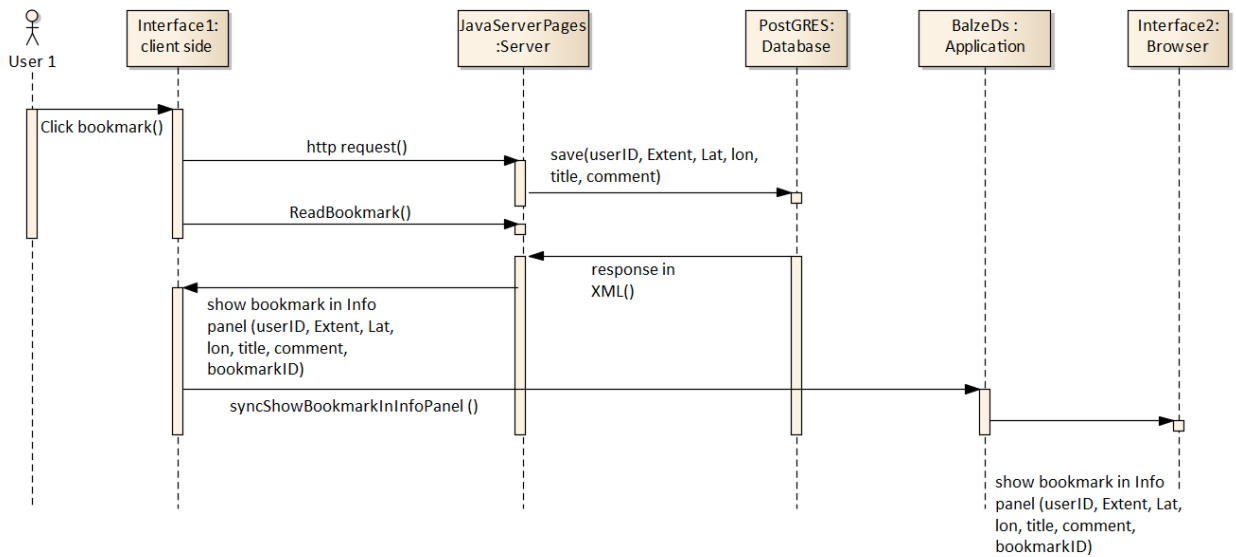 User 1
Interface1:
client side
JavaServerPages
:Server
PostGRES:
Database
BalzeDs :
Application
Interface2:
Browser
Click bookmark()
http request()
save(userID, Extent, Lat, lon,
title, comment)
ReadBookmark()
response in
XML()
show bookmark in Info
panel (userID, Extent, Lat,
lon, title, comment,
bookmarkID)
syncShowBookmarkInInfoPanel ()
show bookmark in Info
panel (userID, Extent, Lat,
lon, title, comment,
bookmarkID)